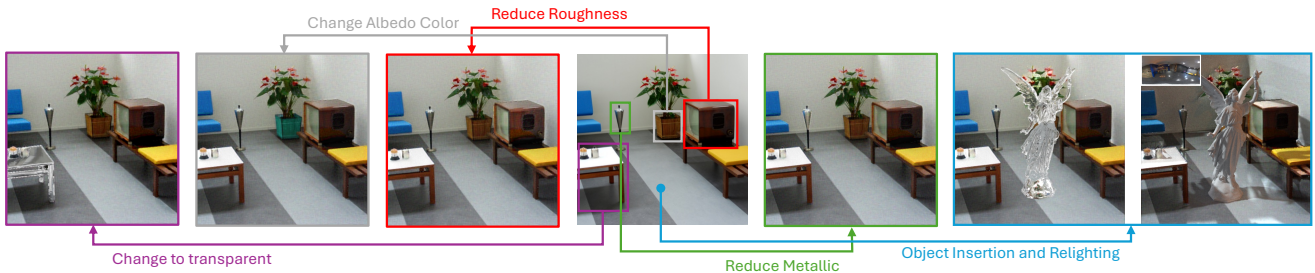 Reduce Roughness
Change Albedo Color
Change to transparent
Reduce Metallic
Object Insertion and Relighting